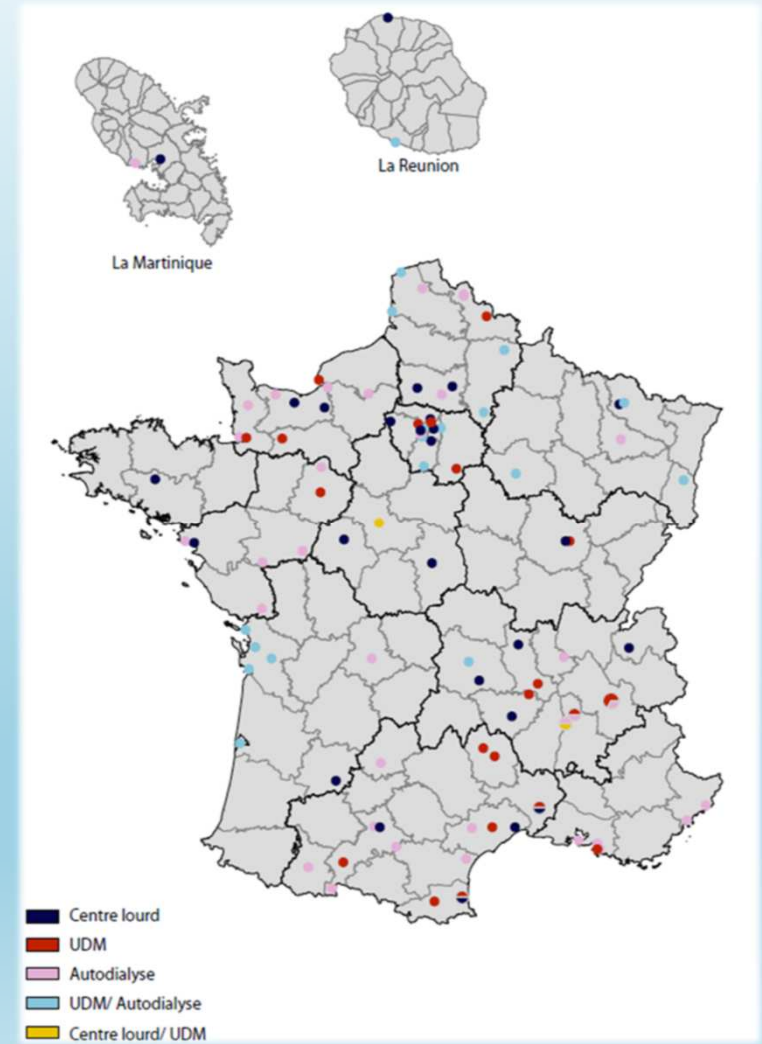 La Reunion
La Martinique
Centre lourd
UDM
Autodialyse
UDM/ Autodialyse
Centre lourd/ UDM